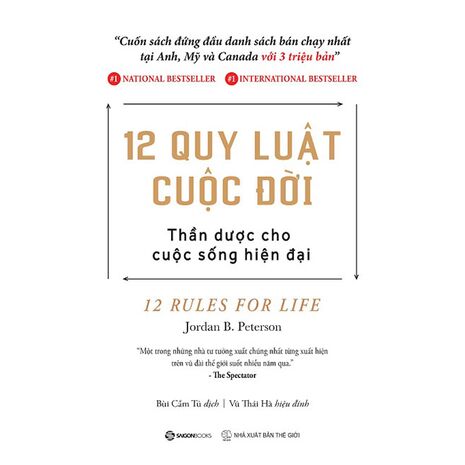 “Cuốn sách đứng đầu danh sách bán chạy nhất
tại Anh, Mỹ và Canada với 3 triệu bản”
#1 NATIONAL BESTSELLER #1 INTERNATIONAL BESTSELLER
12 QUY LUẬT
CUỘC ĐỜI
Thần dược cho
cuộc sống hiện đại
12 RULES FOR LIFE
Jordan B. Peterson
“Một trong những nhà tư tưởng xuất chúng nhất từng xuất hiện
trên vũ đài thế giới suốt nhiều năm qua.”
- The Spectator
Bùi Cẩm Tú dịch | Vũ Thái Hà hiệu đính
SAIGONBOOKS NHÀ XUẤT BẢN THẾ GIỚI